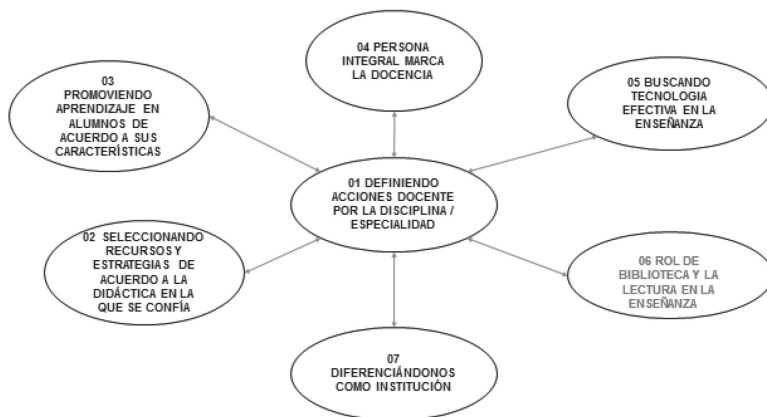 04 PERSONA
INTEGRAL MARCA
LA DOCENCIA
03
PROMOVIENDO
APRENDIZAJE EN
ALUMNOS DE
ACUERDO A SUS
CARACTERÍSTICAS
05 BUSCANDO
TECNOLOGIA
EFECTIVA EN LA
ENSEÑANZA
01 DEFINIENDO
ACCIONES DOCENTE
POR LA DISCIPLINA /
ESPECIALIDAD
02 SELECCIONANDO
RECURSOS Y
ESTRATEGIAS DE
ACUERDO A LA
DIDÁCTICA EN LA
QUE SE CONFÍA
06 ROL DE
BIBLIOTECA Y LA
LECTURA EN LA
ENSEÑANZA
07
DIFERENCIÁNDONOS
COMO INSTITUCIÓN